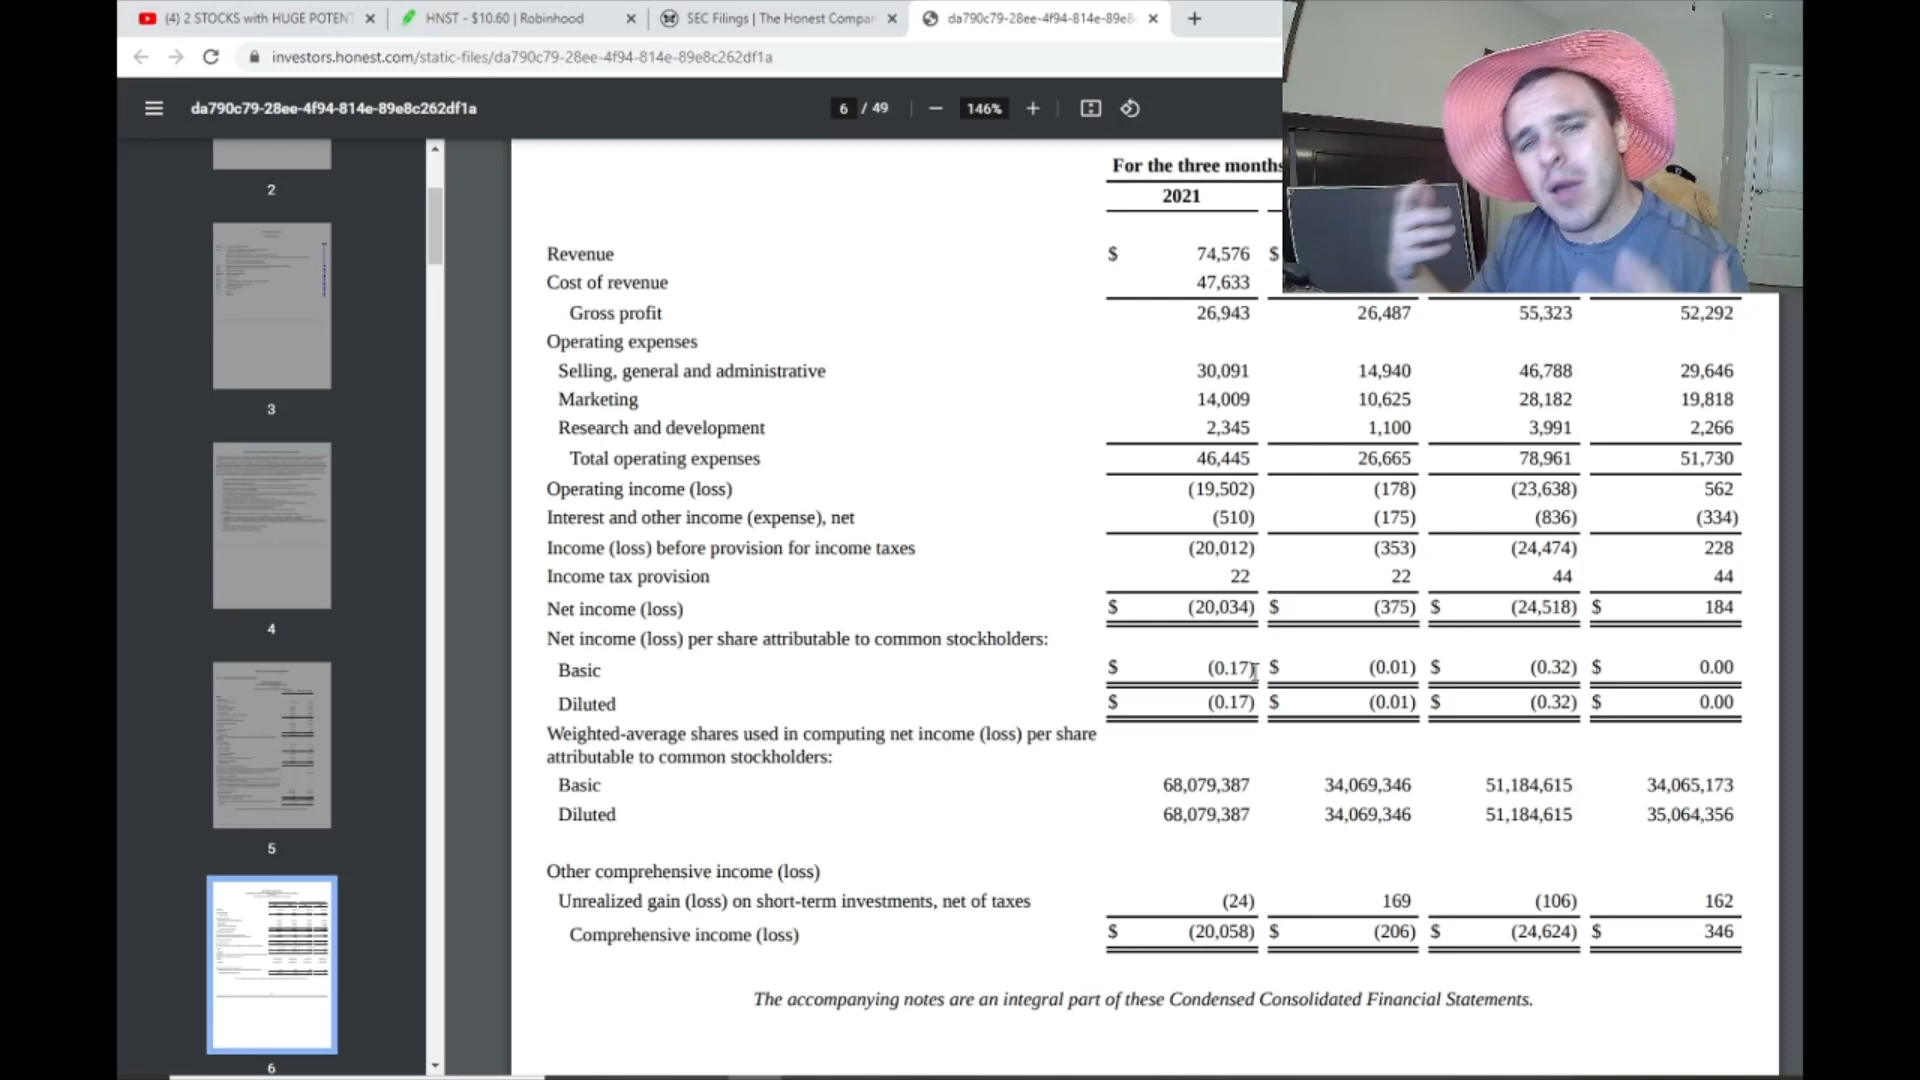 (4) 2 STOCKS with HUGE POTENT
HNST - $10.60 | Robinhood
SEC Filings | The Honest Compan
da790c79-28ee-4f94-814e-89e8
investors.honest.com/static-files/da790c79-28ee-4f94-814e-89e8c262df1a
da790c79-28ee-4f94-814e-89e8c262df1a
6 / 49
146%
2
3
4
5
6
For the three months
2021
Revenue $ 74,576 $
Cost of revenue 47,633
Gross profit 26,943 26,487 55,323 52,292
Operating expenses
Selling, general and administrative 30,091 14,940 46,788 29,646
Marketing 14,009 10,625 28,182 19,818
Research and development 2,345 1,100 3,991 2,266
Total operating expenses 46,445 26,665 78,961 51,730
Operating income (loss) (19,502) (178) (23,638) 562
Interest and other income (expense), net (510) (175) (836) (334)
Income (loss) before provision for income taxes (20,012) (353) (24,474) 228
Income tax provision 22 22 44 44
Net income (loss) $ (20,034) $ (375) $ (24,518) $ 184
Net income (loss) per share attributable to common stockholders:
Basic $ (0.17) $ (0.01) $ (0.32) $ 0.00
Diluted $ (0.17) $ (0.01) $ (0.32) $ 0.00
Weighted-average shares used in computing net income (loss) per share
attributable to common stockholders:
Basic 68,079,387 34,069,346 51,184,615 34,065,173
Diluted 68,079,387 34,069,346 51,184,615 35,064,356
Other comprehensive income (loss)
Unrealized gain (loss) on short-term investments, net of taxes (24) 169 (106) 162
Comprehensive income (loss) $ (20,058) $ (206) $ (24,624) $ 346
The accompanying notes are an integral part of these Condensed Consolidated Financial Statements.